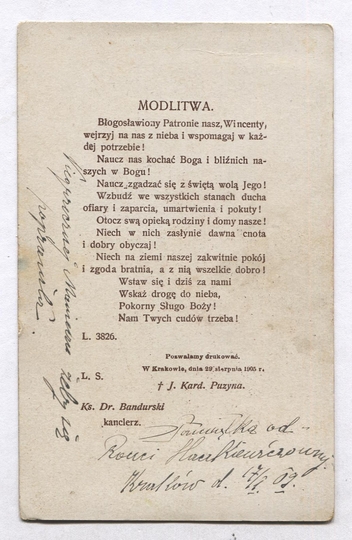 MODLITWA.
Błogosławiony Patronie nasz, Wincenty,
wejrzyj na nas z nieba i wspomagaj w każ-
dej potrzebie!
Naucz nas kochać Boga i bliźnich na-
szych w Bogu!
Naucz zgadzać się z świętą wolą Jego!
Wzbudź we wszystkich stanach ducha
ofiary i zaparcia, umartwienia i pokuty!
Otocz swą opieką rodziny i domy nasze!
Niech w nich zasłynie dawna cnota
i dobry obyczaj!
Niech na ziemi naszej zakwitnie pokój
i zgoda bratnia, a z nią wszelkie dobro!
Wstaw się i dziś za nami
Wskaż drogę do nieba,
Pokorny Sługo Boży!
Nam Twych cudów trzeba!
L. 3826.
Pozwalamy drukować.
W Krakowie, dnia 29 sierpnia 1905 r.
L. S.
† J. Kard. Puzyna.
Ks. Dr. Bandurski
kanclerz.
Pamiątka od
Kraków d.
żeby się
poprawiła